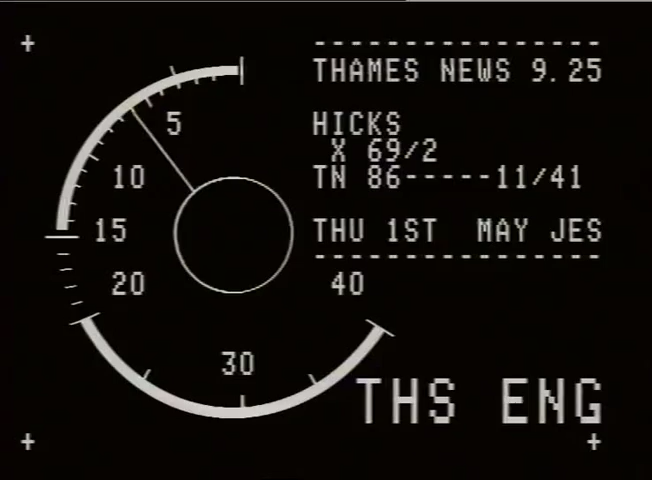 ----------------
THAMES NEWS 9.25
HICKS
X 69/2
TN 86-----11/41
THU 1ST MAY JES
----------------
5
10
15
20
30
40
THS ENG